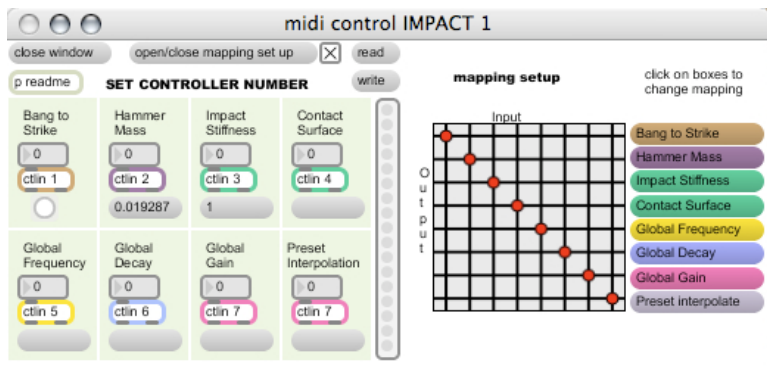 midi control IMPACT 1
close window
open/close mapping set up
read
p readme
SET CONTROLLER NUMBER
write
Bang to
Strike
Hammer
Mass
Impact
Stiffness
Contact
Surface
0
0
0
0
ctlin 1
ctlin 2
ctlin 3
ctlin 4
0.019287
1
Global
Frequency
Global
Decay
Global
Gain
Preset
Interpolation
0
0
0
0
ctlin 5
ctlin 6
ctlin 7
ctlin 7
mapping setup
click on boxes to
change mapping
Input
Output
Bang to Strike
Hammer Mass
Impact Stiffness
Contact Surface
Global Frequency
Global Decay
Global Gain
Preset interpolate